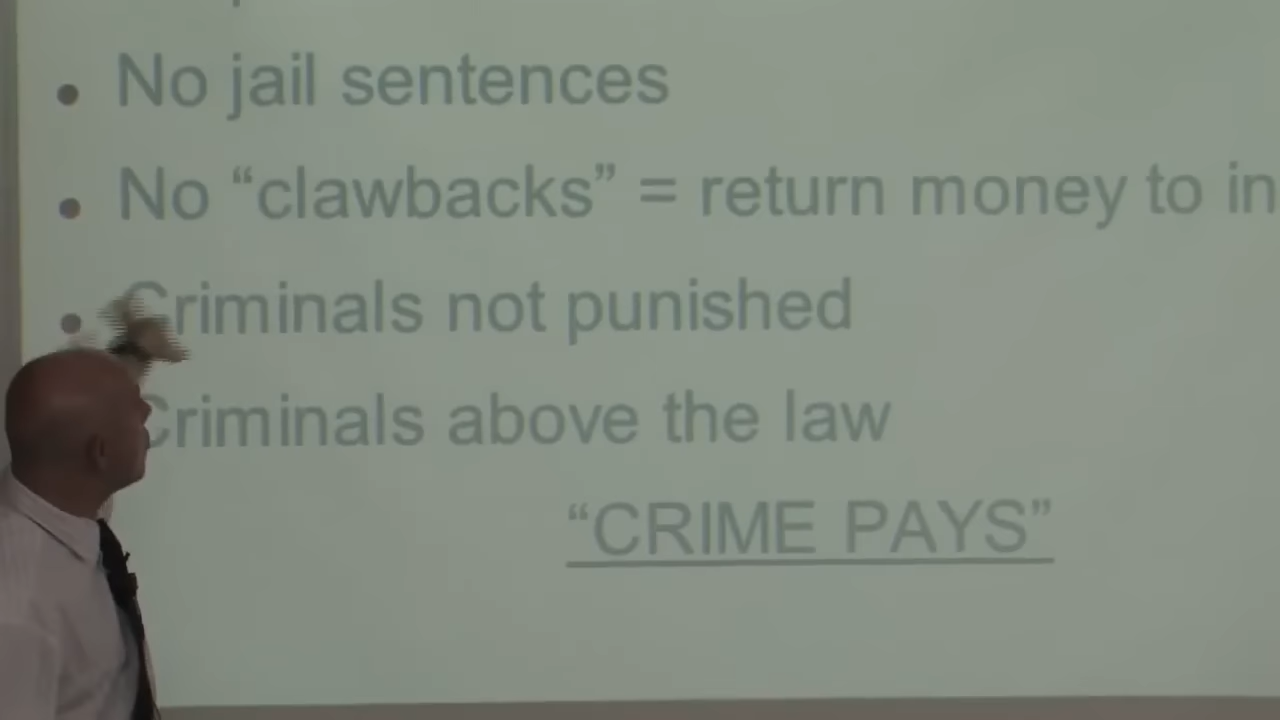 • No jail sentences
• No “clawbacks” = return money to in
• Criminals not punished
Criminals above the law
“CRIME PAYS”